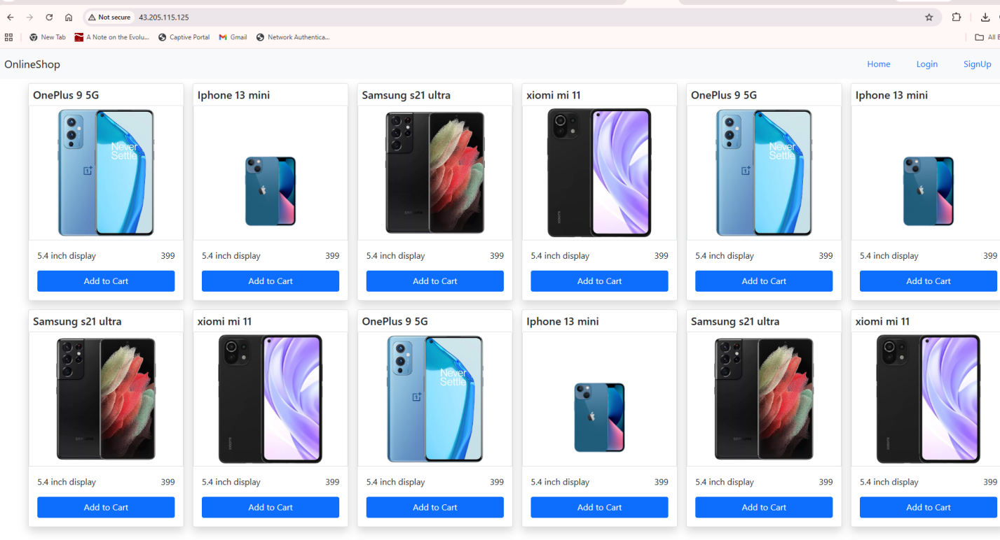 Not secure 43.205.115.125
New Tab A Note on the Evolu... Captive Portal Gmail Network Authentica... All
OnlineShop Home Login SignUp
OnePlus 9 5G Iphone 13 mini Samsung s21 ultra xiomi mi 11 OnePlus 9 5G Iphone 13 mini
Never Never
Settle Settle
5.4 inch display 399 5.4 inch display 399 5.4 inch display 399 5.4 inch display 399 5.4 inch display 399 5.4 inch display 399
Add to Cart Add to Cart Add to Cart Add to Cart Add to Cart Add to Cart
Samsung s21 ultra xiomi mi 11 OnePlus 9 5G Iphone 13 mini Samsung s21 ultra xiomi mi 11
Never
Settle
5.4 inch display 399 5.4 inch display 399 5.4 inch display 399 5.4 inch display 399 5.4 inch display 399 5.4 inch display 399
Add to Cart Add to Cart Add to Cart Add to Cart Add to Cart Add to Cart